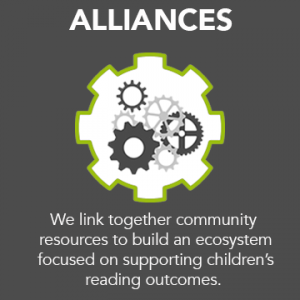 ALLIANCES
We link together community
resources to build an ecosystem
focused on supporting children's
reading outcomes.